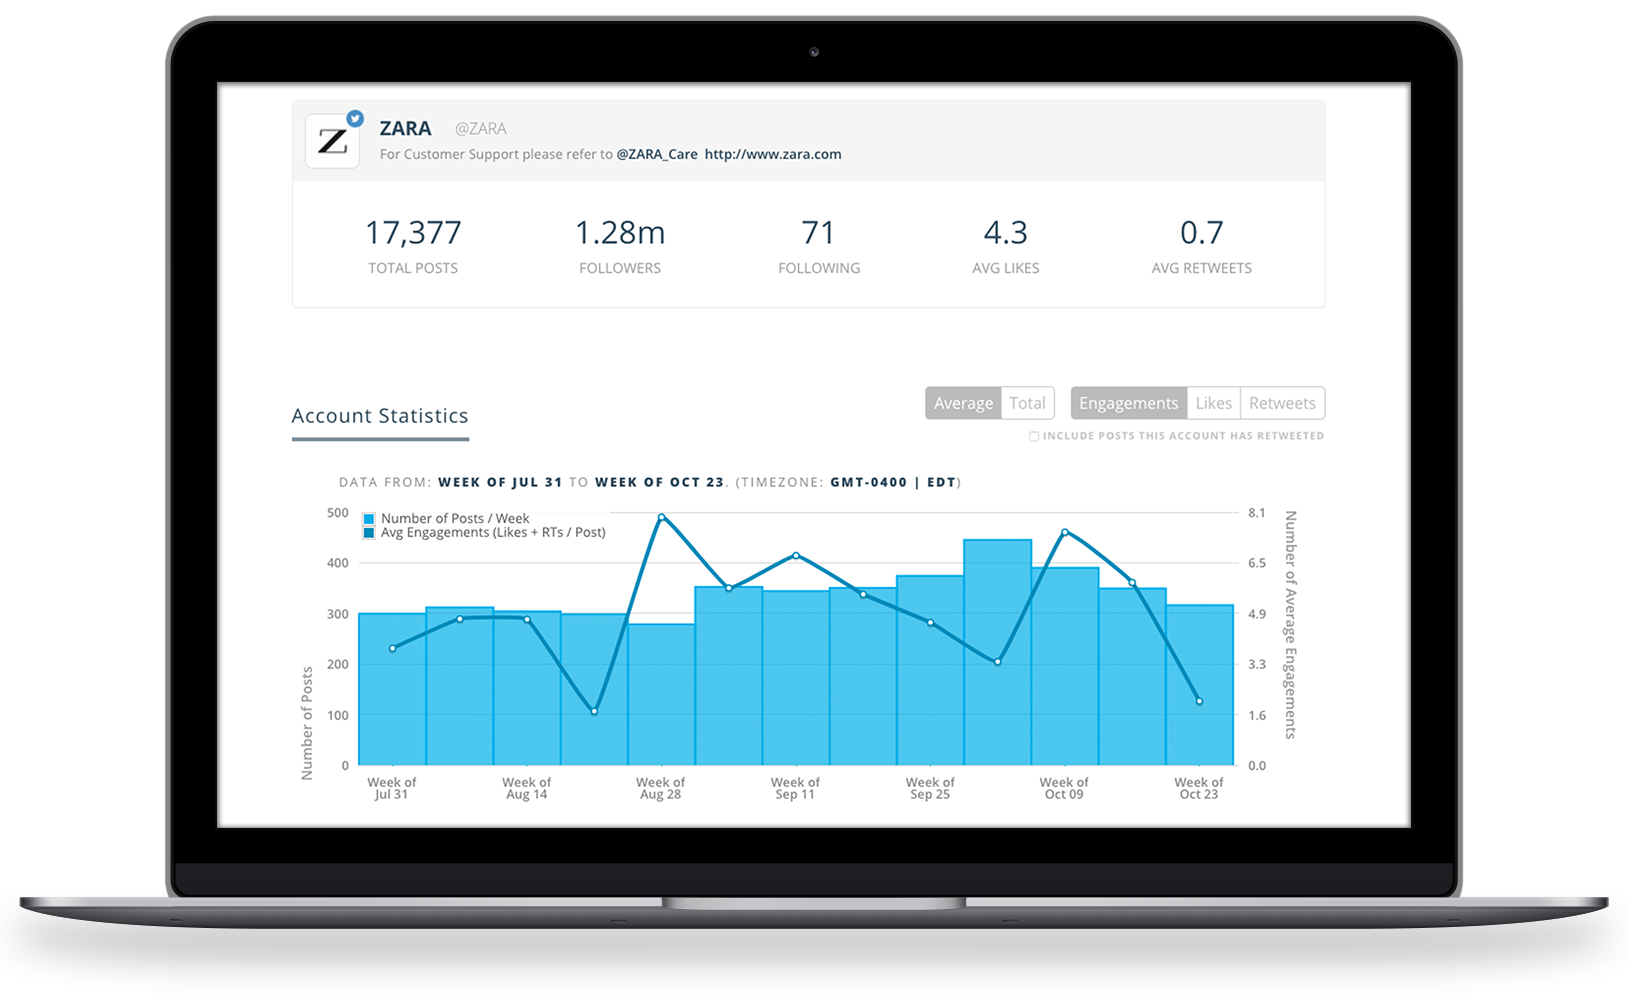 Z
ZARA @ZARA
For Customer Support please refer to @ZARA_Care http://www.zara.com
17,377 1.28m 71 4.3 0.7
TOTAL POSTS FOLLOWERS FOLLOWING AVG LIKES AVG RETWEETS
Average Total Engagements Likes Retweets
Account Statistics
INCLUDE POSTS THIS ACCOUNT HAS RETWEETED
DATA FROM: WEEK OF JUL 31 TO WEEK OF OCT 23. (TIMEZONE: GMT-0400 | EDT)
Number of Posts / Week
Avg Engagements (Likes + RTs / Post)
Number of Posts
500
400
300
200
100
0
8.1
6.5
4.9
3.3
1.6
0.0
Number of Average Engagements
Week of
Jul 31
Week of
Aug 14
Week of
Aug 28
Week of
Sep 11
Week of
Sep 25
Week of
Oct 09
Week of
Oct 23